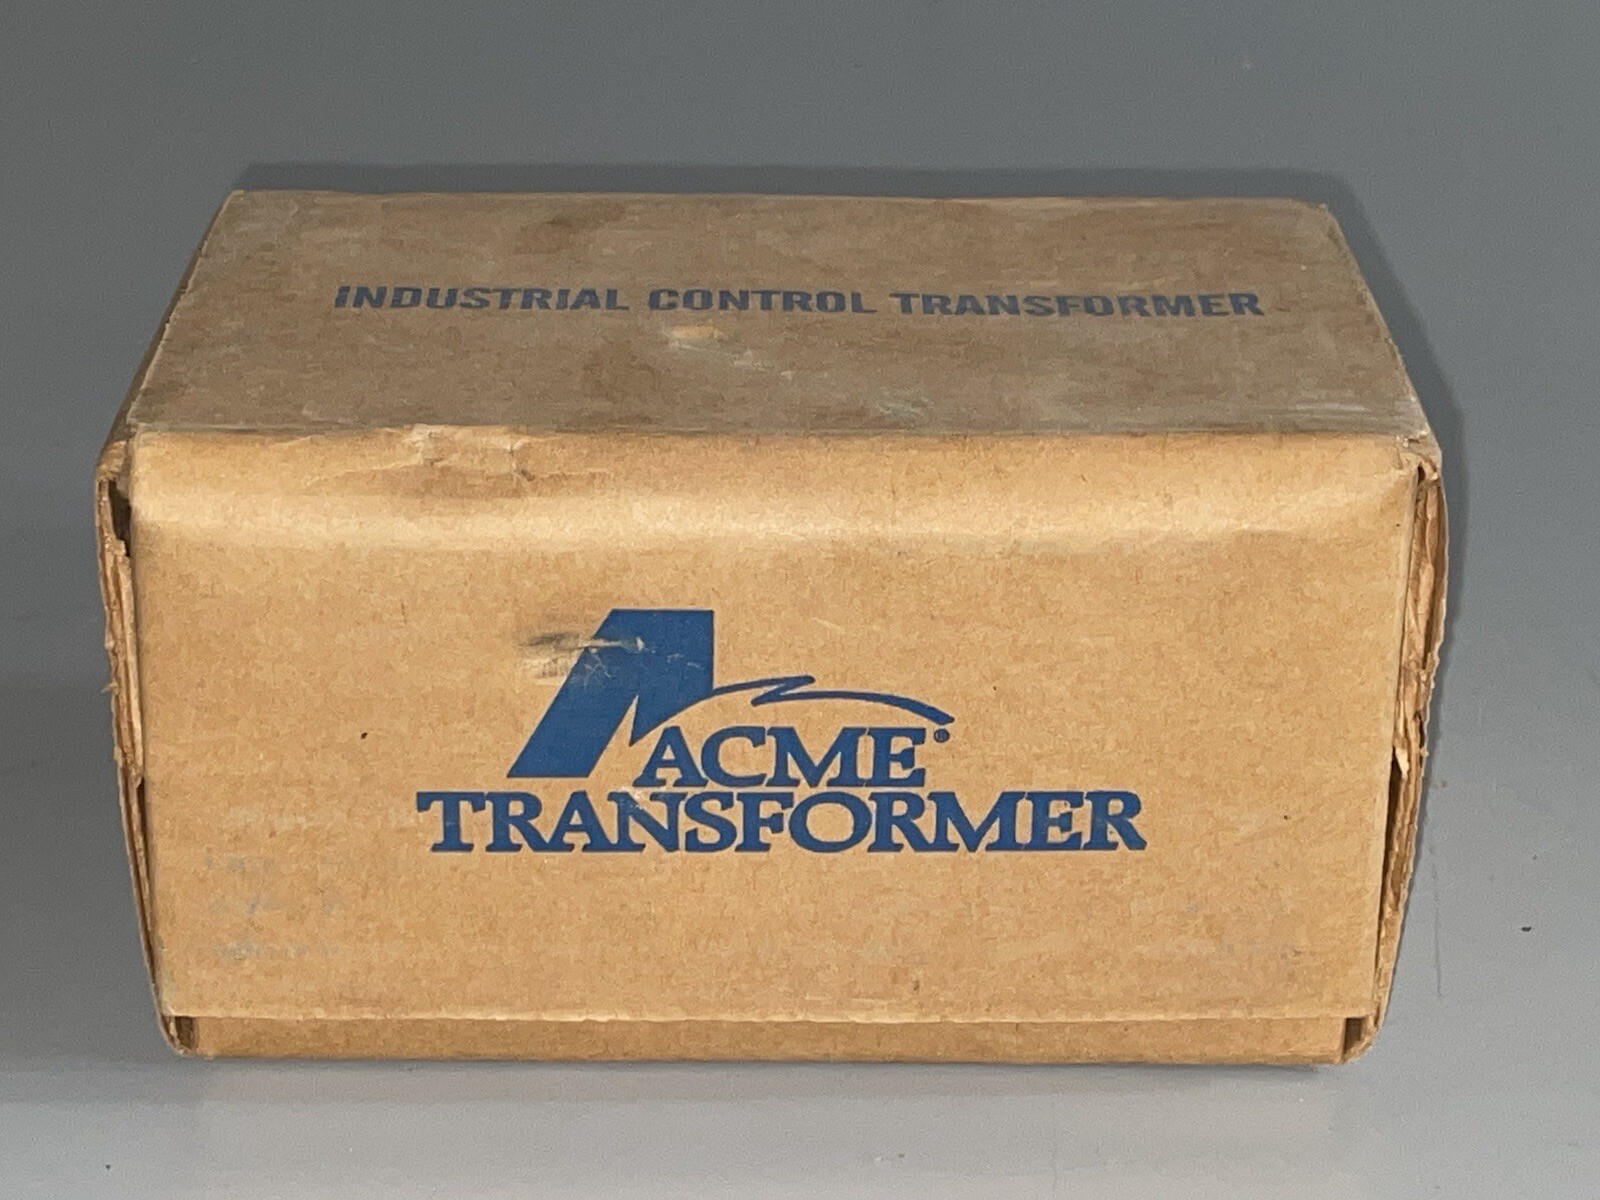 INDUSTRIAL CONTROL TRANSFORMER
ACME®
TRANSFORMER